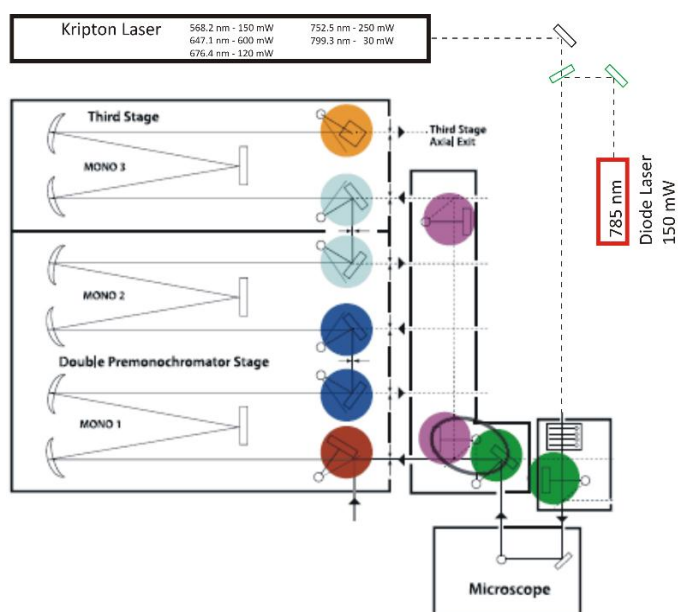 Kripton Laser
568.2 nm - 150 mW
647.1 nm - 600 mW
676.4 nm - 120 mW
752.5 nm - 250 mW
799.3 nm - 30 mW
Third Stage
MONO 3
Third Stage
Axial Exit
785 nm
Diode Laser
150 mW
MONO 2
Double Premonochromator Stage
MONO 1
Microscope